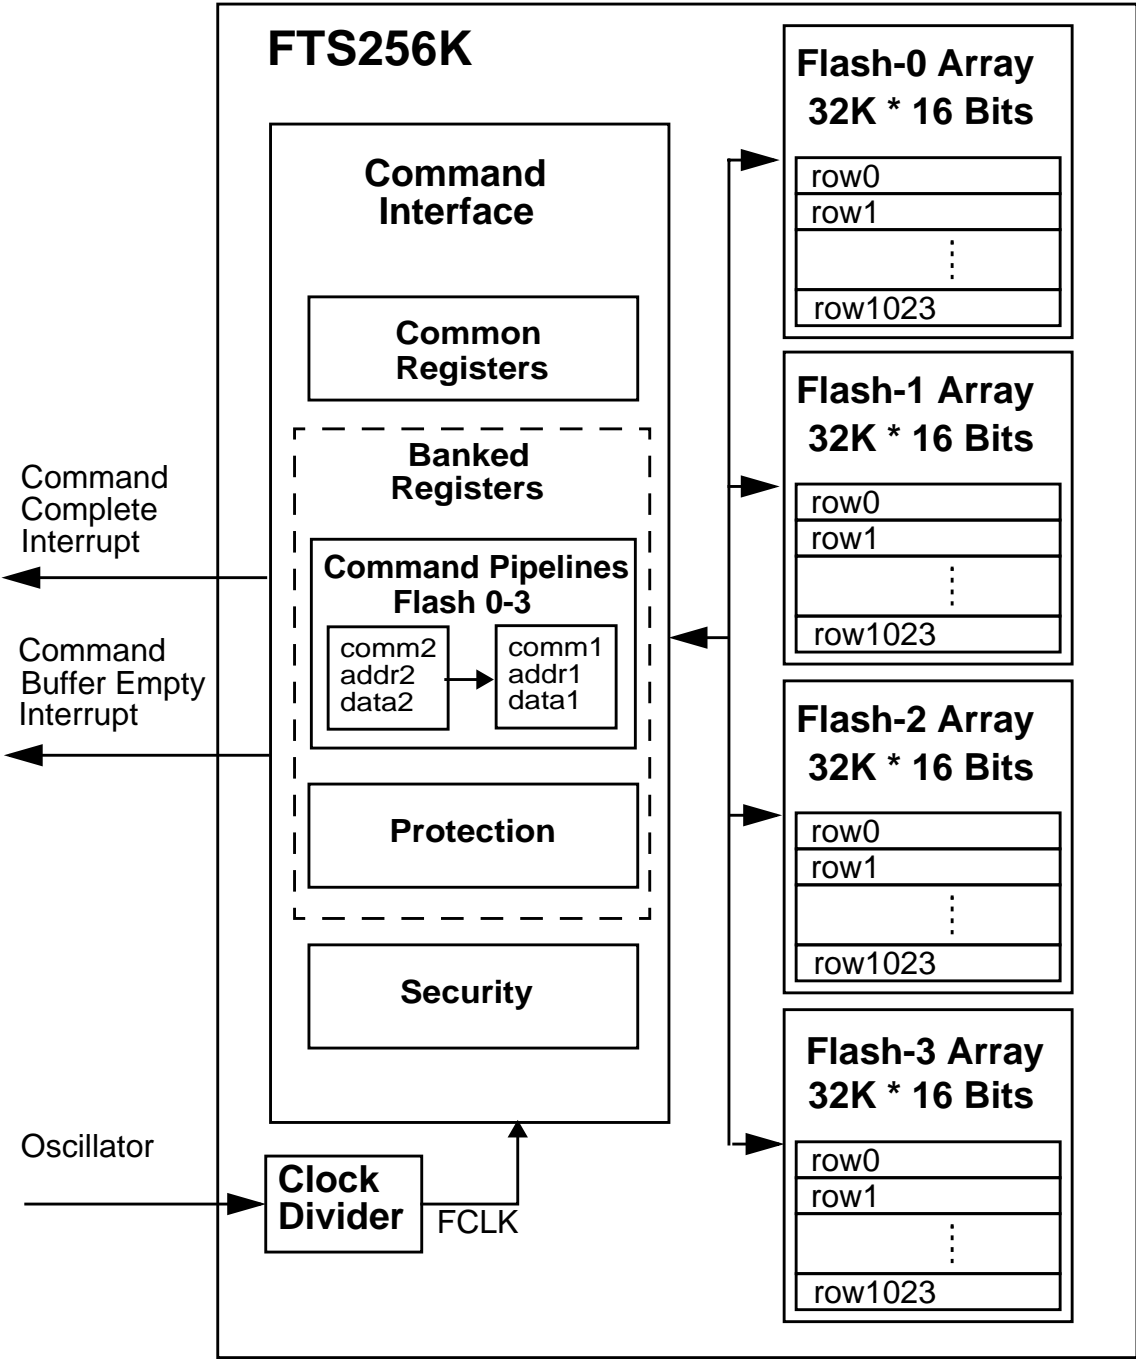 FTS256K
Command
Interface
Common
Registers
Banked
Registers
Command Pipelines
Flash 0-3
comm2
addr2
data2
comm1
addr1
data1
Protection
Security
Command
Complete
Interrupt
Command
Buffer Empty
Interrupt
Oscillator
Clock
Divider
FCLK
Flash-0 Array
32K * 16 Bits
row0
row1
row1023
Flash-1 Array
32K * 16 Bits
row0
row1
row1023
Flash-2 Array
32K * 16 Bits
row0
row1
row1023
Flash-3 Array
32K * 16 Bits
row0
row1
row1023